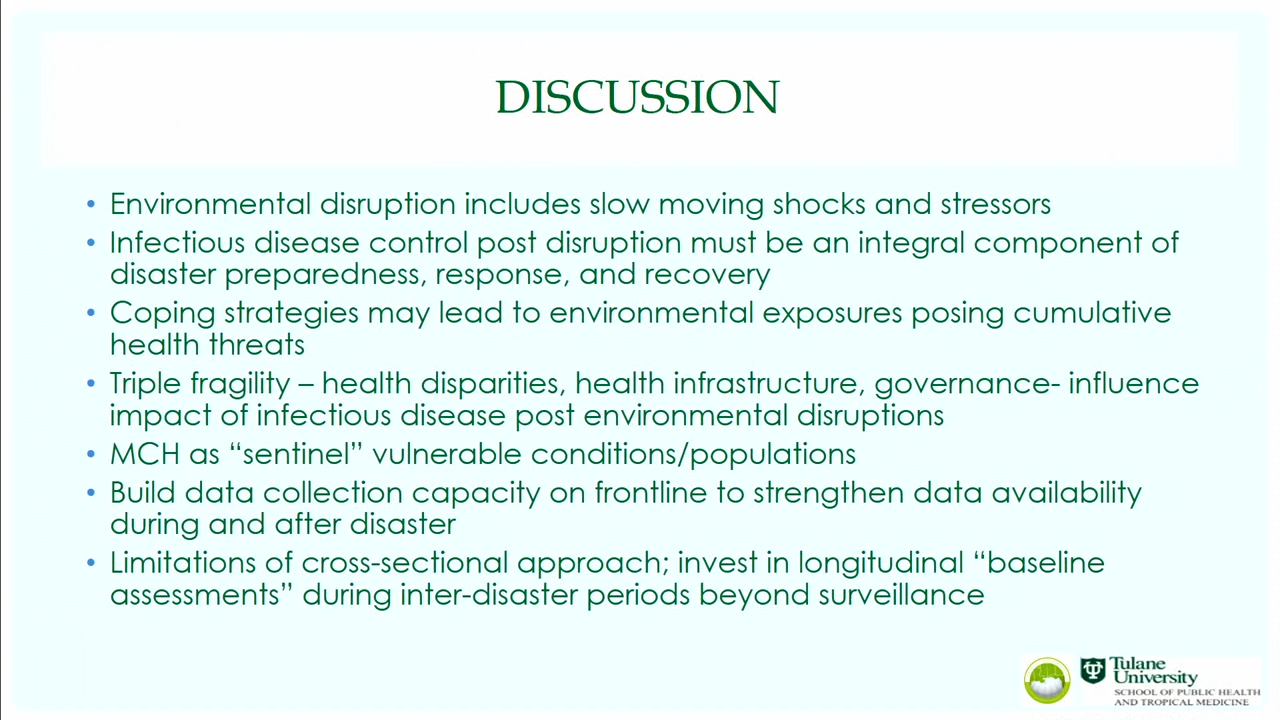 DISCUSSION
• Environmental disruption includes slow moving shocks and stressors
• Infectious disease control post disruption must be an integral component of
disaster preparedness, response, and recovery
• Coping strategies may lead to environmental exposures posing cumulative
health threats
• Triple fragility – health disparities, health infrastructure, governance- influence
impact of infectious disease post environmental disruptions
• MCH as “sentinel” vulnerable conditions/populations
• Build data collection capacity on frontline to strengthen data availability
during and after disaster
• Limitations of cross-sectional approach; invest in longitudinal “baseline
assessments” during inter-disaster periods beyond surveillance
Tulane
University
SCHOOL OF PUBLIC HEALTH
AND TROPICAL MEDICINE